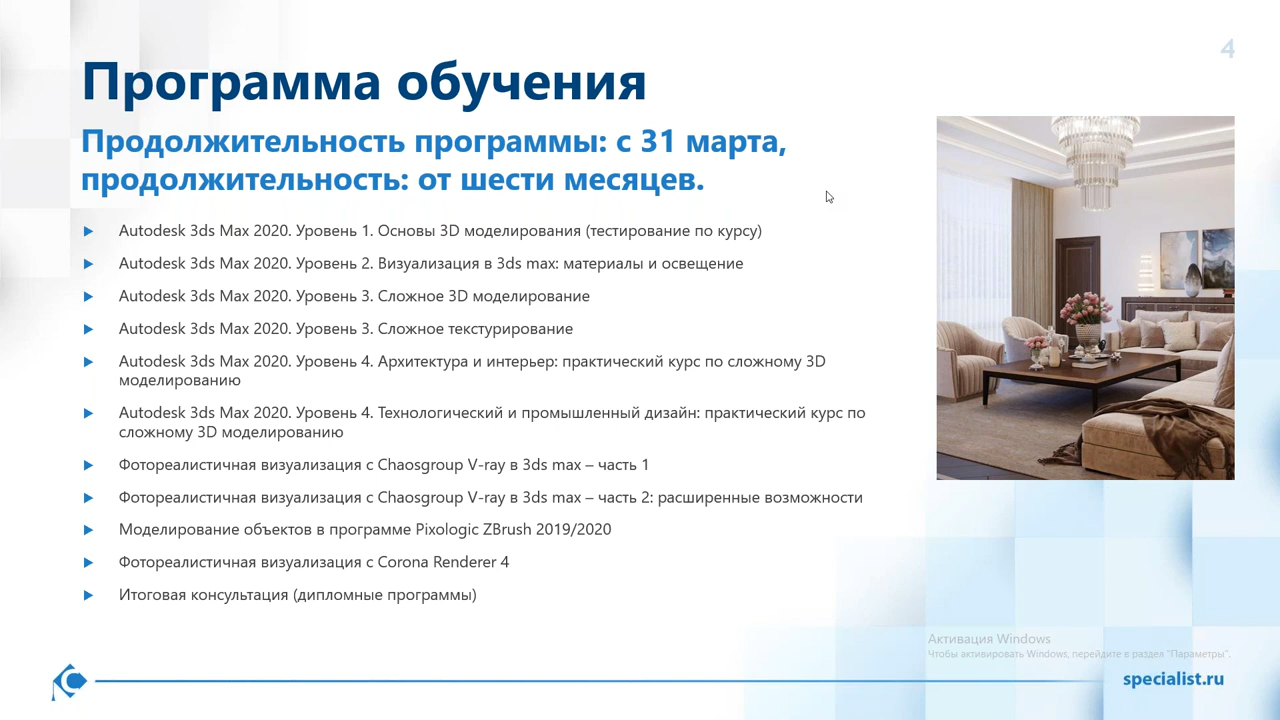 4
Программа обучения
Продолжительность программы: с 31 марта,
продолжительность: от шести месяцев.
Autodesk 3ds Max 2020. Уровень 1. Основы 3D моделирования (тестирование по курсу)
Autodesk 3ds Max 2020. Уровень 2. Визуализация в 3ds max: материалы и освещение
Autodesk 3ds Max 2020. Уровень 3. Сложное 3D моделирование
Autodesk 3ds Max 2020. Уровень 3. Сложное текстурирование
Autodesk 3ds Max 2020. Уровень 4. Архитектура и интерьер: практический курс по сложному 3D
моделированию
Autodesk 3ds Max 2020. Уровень 4. Технологический и промышленный дизайн: практический курс по
сложному 3D моделированию
Фотореалистичная визуализация с Chaosgroup V-ray в 3ds max – часть 1
Фотореалистичная визуализация с Chaosgroup V-ray в 3ds max – часть 2: расширенные возможности
Моделирование объектов в программе Pixologic ZBrush 2019/2020
Фотореалистичная визуализация с Corona Renderer 4
Итоговая консультация (дипломные программы)
Активация Windows
Чтобы активировать Windows, перейдите в раздел "Параметры".
specialist.ru